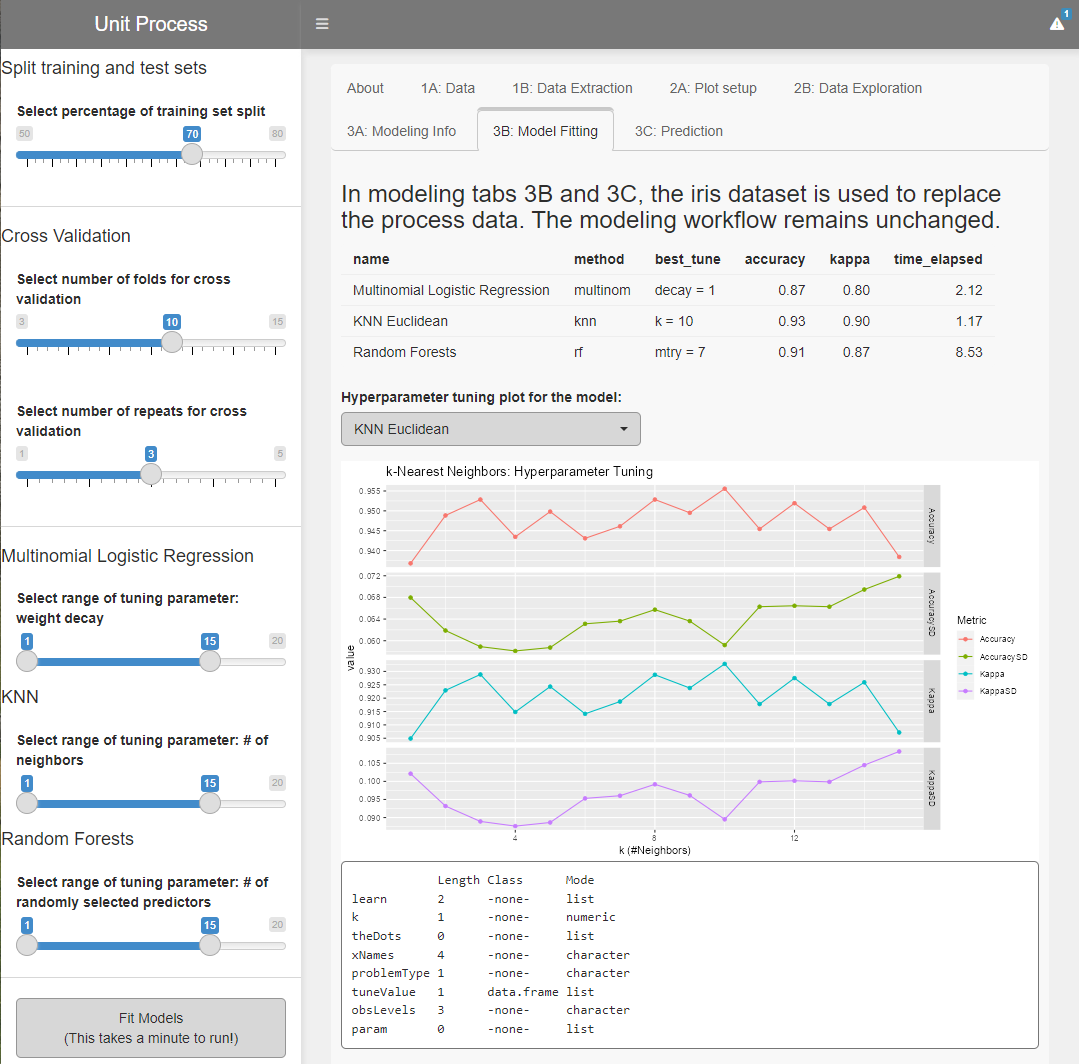 Unit Process
1
Split training and test sets
Select percentage of training set split
50 70 80
Cross Validation
Select number of folds for cross
validation
3 10 15
Select number of repeats for cross
validation
1 3 5
Multinomial Logistic Regression
Select range of tuning parameter:
weight decay
1 15 20
KNN
Select range of tuning parameter: # of
neighbors
1 15 20
Random Forests
Select range of tuning parameter: # of
randomly selected predictors
1 15 20
Fit Models
(This takes a minute to run!)
About 1A: Data 1B: Data Extraction 2A: Plot setup 2B: Data Exploration
3A: Modeling Info 3B: Model Fitting 3C: Prediction
In modeling tabs 3B and 3C, the iris dataset is used to replace
the process data. The modeling workflow remains unchanged.
name method best_tune accuracy kappa time_elapsed
Multinomial Logistic Regression multinom decay = 1 0.87 0.80 2.12
KNN Euclidean knn k = 10 0.93 0.90 1.17
Random Forests rf mtry = 7 0.91 0.87 8.53
Hyperparameter tuning plot for the model:
KNN Euclidean
k-Nearest Neighbors: Hyperparameter Tuning
0.955
0.950
0.945
0.940
Accuracy
0.072
0.068
0.064
0.060
AccuracySD
value
0.930
0.925
0.920
0.915
0.910
0.905
Kappa
0.105
0.100
0.095
0.090
KappaSD
4 8 12
k (#Neighbors)
Metric
Accuracy
AccuracySD
Kappa
KappaSD
Length Class Mode
learn 2 -none- list
k 1 -none- numeric
theDots 0 -none- list
xNames 4 -none- character
problemType 1 -none- character
tuneValue 1 data.frame list
obsLevels 3 -none- character
param 0 -none- list